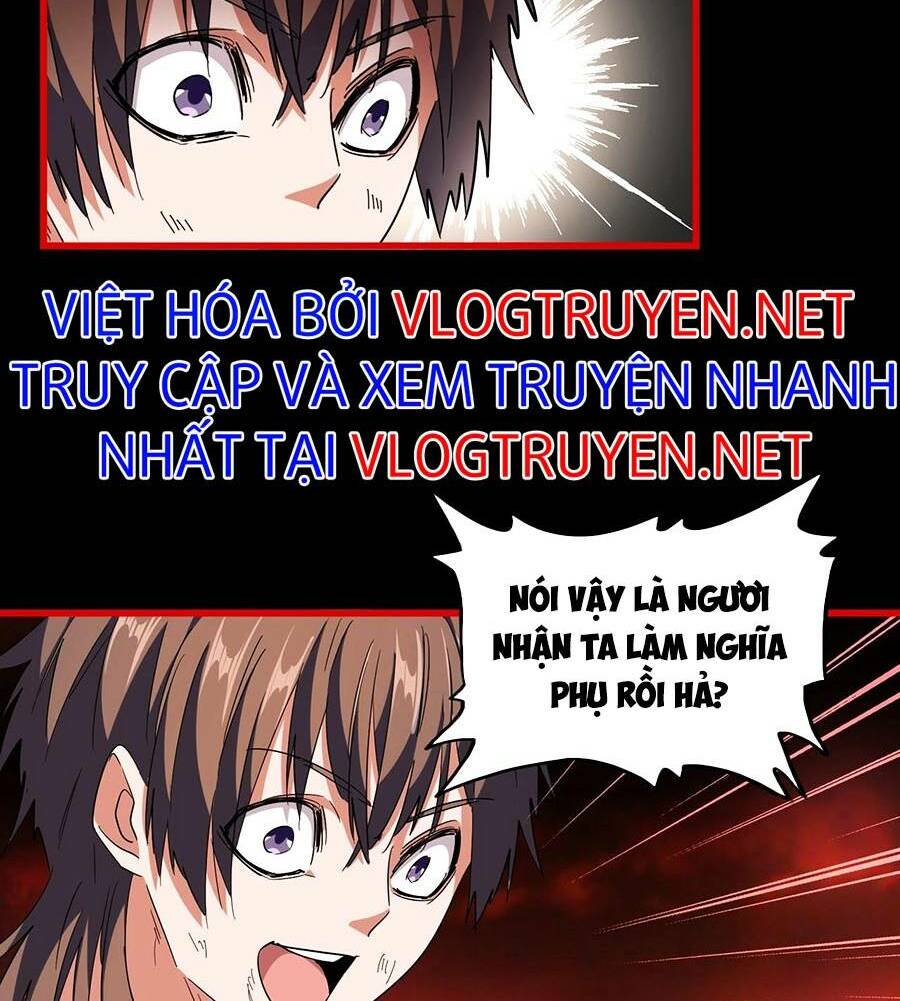 VIỆT HÓA BỞI VLOGTRUYEN.NET
TRUY CẬP VÀ XEM TRUYỆN NHANH
NHẤT TẠI VLOGTRUYEN.NET
NÓI VẬY LÀ NGƯƠI
NHẬN TA LÀM NGHĨA
PHỤ RỒI HẢ?